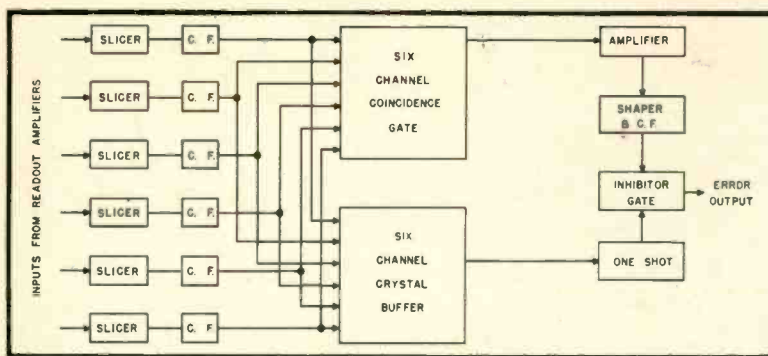 INPUTS FROM READOUT AMPLIFIERS
SLICER
C. F.
SLICER
C. F.
SLICER
C. F.
SLICER
C. F.
SLICER
C. F.
SLICER
C. F.
SIX
CHANNEL
COINCIDENCE
GATE
SIX
CHANNEL
CRYSTAL
BUFFER
AMPLIFIER
SHAPER
& C.F.
INHIBITOR
GATE
ERROR
OUTPUT
ONE SHOT